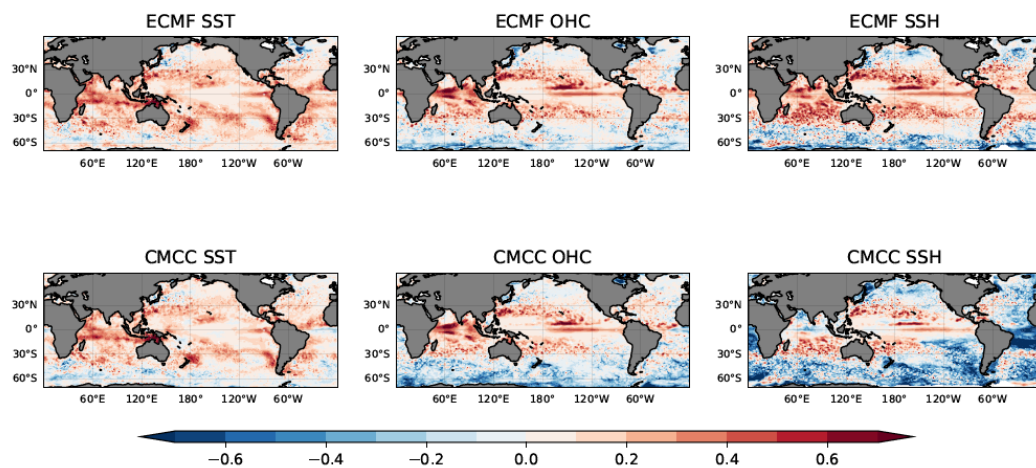 ECMF SST ECMF OHC ECMF SSH
30°N 30°N 30°N
0° 0° 0°
30°S 30°S 30°S
60°S 60°S 60°S
60°E 120°E 180° 120°W 60°W 60°E 120°E 180° 120°W 60°W 60°E 120°E 180° 120°W 60°W
CMCC SST CMCC OHC CMCC SSH
30°N 30°N 30°N
0° 0° 0°
30°S 30°S 30°S
60°S 60°S 60°S
60°E 120°E 180° 120°W 60°W 60°E 120°E 180° 120°W 60°W 60°E 120°E 180° 120°W 60°W
−0.6 −0.4 −0.2 0.0 0.2 0.4 0.6